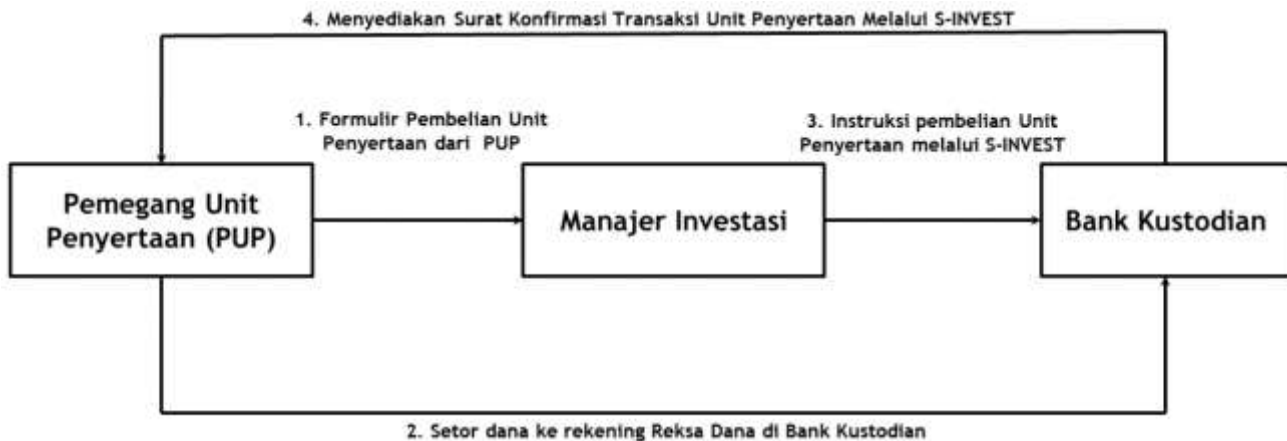 4. Menyediakan Surat Konfirmasi Transaksi Unit Penyertaan Melalui S-INVEST
1. Formulir Pembelian Unit
Penyertaan dari PUP
3. Instruksi pembelian Unit
Penyertaan melalui S-INVEST
Pemegang Unit
Penyertaan (PUP)
Manajer Investasi
Bank Kustodian
2. Setor dana ke rekening Reksa Dana di Bank Kustodian